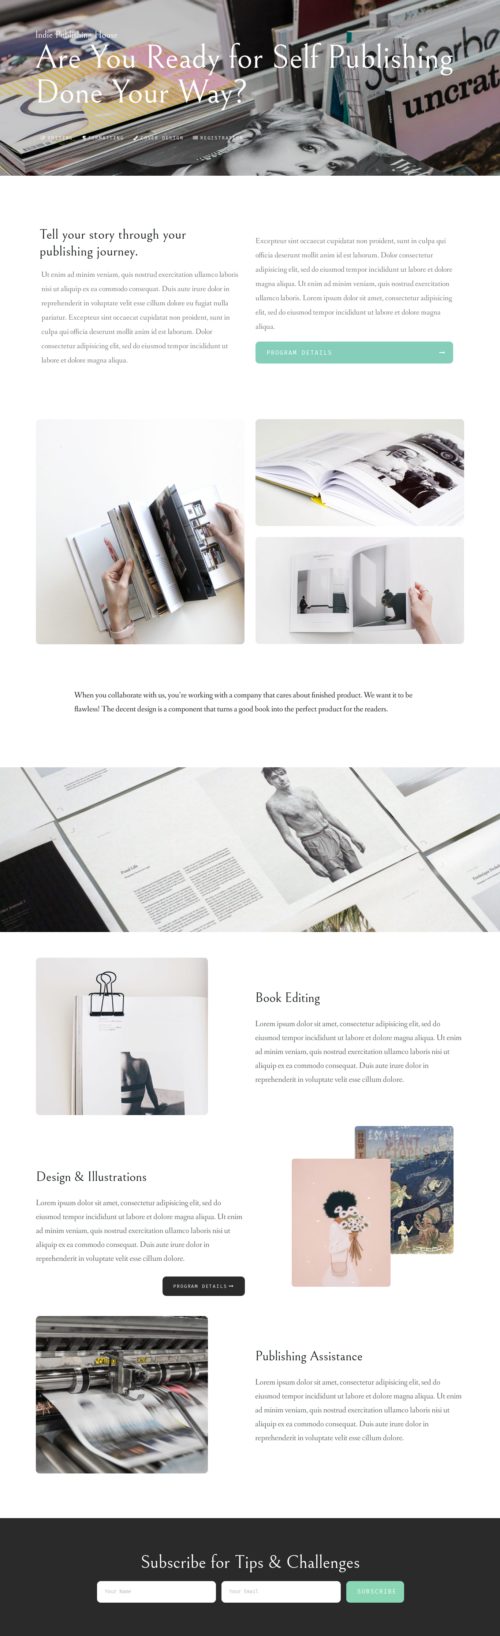 Indie Publishing House
Are You Ready for Self Publishing
Done Your Way?
EDITING FORMATTING COVER DESIGN REGISTRATION
uncrat
Tell your story through your
publishing journey.
Ut enim ad minim veniam, quis nostrud exercitation ullamco laboris
nisi ut aliquip ex ea commodo consequat. Duis aute irure dolor in
reprehenderit in voluptate velit esse cillum dolore eu fugiat nulla
pariatur. Excepteur sint occaecat cupidatat non proident, sunt in
culpa qui officia deserunt mollit anim id est laborum. Dolor
consectetur adipisicing elit, sed do eiusmod tempor incididunt ut
labore et dolore magna aliqua.
Excepteur sint occaecat cupidatat non proident, sunt in culpa qui
officia deserunt mollit anim id est laborum. Dolor consectetur
adipisicing elit, sed do eiusmod tempor incididunt ut labore et dolore
magna aliqua. Ut enim ad minim veniam, quis nostrud exercitation
ullamco laboris. Lorem ipsum dolor sit amet, consectetur adipisicing
elit, sed do eiusmod tempor incididunt ut labore et dolore magna
aliqua.
PROGRAM DETAILS →
When you collaborate with us, you're working with a company that cares about finished product. We want it to be
flawless! The decent design is a component that turns a good book into the perfect product for the readers.
Book Editing
Lorem ipsum dolor sit amet, consectetur adipisicing elit, sed do
eiusmod tempor incididunt ut labore et dolore magna aliqua. Ut enim
ad minim veniam, quis nostrud exercitation ullamco laboris nisi ut
aliquip ex ea commodo consequat. Duis aute irure dolor in
reprehenderit in voluptate velit esse cillum dolore.
Design & Illustrations
Lorem ipsum dolor sit amet, consectetur adipisicing elit, sed do
eiusmod tempor incididunt ut labore et dolore magna aliqua. Ut enim
ad minim veniam, quis nostrud exercitation ullamco laboris nisi ut
aliquip ex ea commodo consequat. Duis aute irure dolor in
reprehenderit in voluptate velit esse cillum dolore.
PROGRAM DETAILS →
ESCAPE
Publishing Assistance
Lorem ipsum dolor sit amet, consectetur adipisicing elit, sed do
eiusmod tempor incididunt ut labore et dolore magna aliqua. Ut enim
ad minim veniam, quis nostrud exercitation ullamco laboris nisi ut
aliquip ex ea commodo consequat. Duis aute irure dolor in
reprehenderit in voluptate velit esse cillum dolore.
Subscribe for Tips & Challenges
Your Name
Your Email
SUBSCRIBE